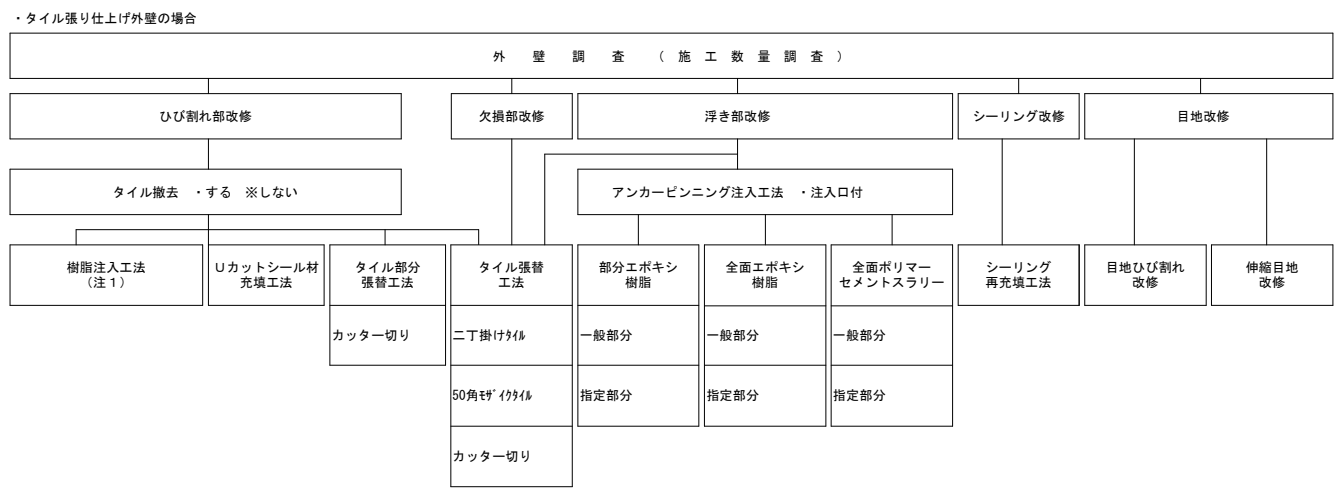 ・タイル張り仕上げ外壁の場合
外 壁 調 査 （ 施 工 数 量 調 査 ）
ひび割れ部改修
欠損部改修
浮き部改修
シーリング改修
目地改修
タイル撤去 ・する ※しない
アンカーピンニング注入工法 ・注入口付
樹脂注入工法
（注１）
Ｕカットシール材
充填工法
タイル部分
張替工法
タイル張替
工法
部分エポキシ
樹脂
全面エポキシ
樹脂
全面ポリマー
セメントスラリー
シーリング
再充填工法
目地ひび割れ
改修
伸縮目地
改修
カッター切り
二丁掛けﾀｲﾙ
一般部分
一般部分
一般部分
50角ﾓｻﾞｲｸﾀｲﾙ
指定部分
指定部分
指定部分
カッター切り